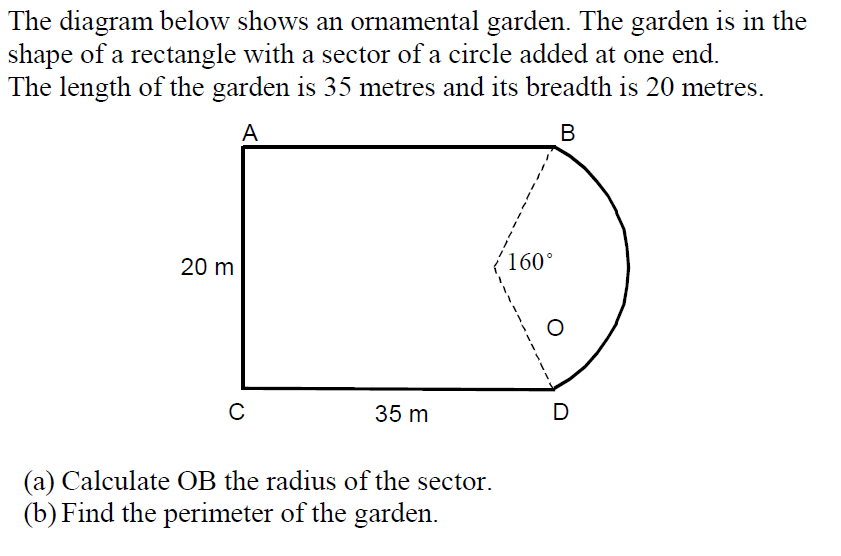 The diagram below shows an ornamental garden. The garden is in the
shape of a rectangle with a sector of a circle added at one end.
The length of the garden is 35 metres and its breadth is 20 metres.
A B
20 m 160°
O
C 35 m D
(a) Calculate OB the radius of the sector.
(b) Find the perimeter of the garden.